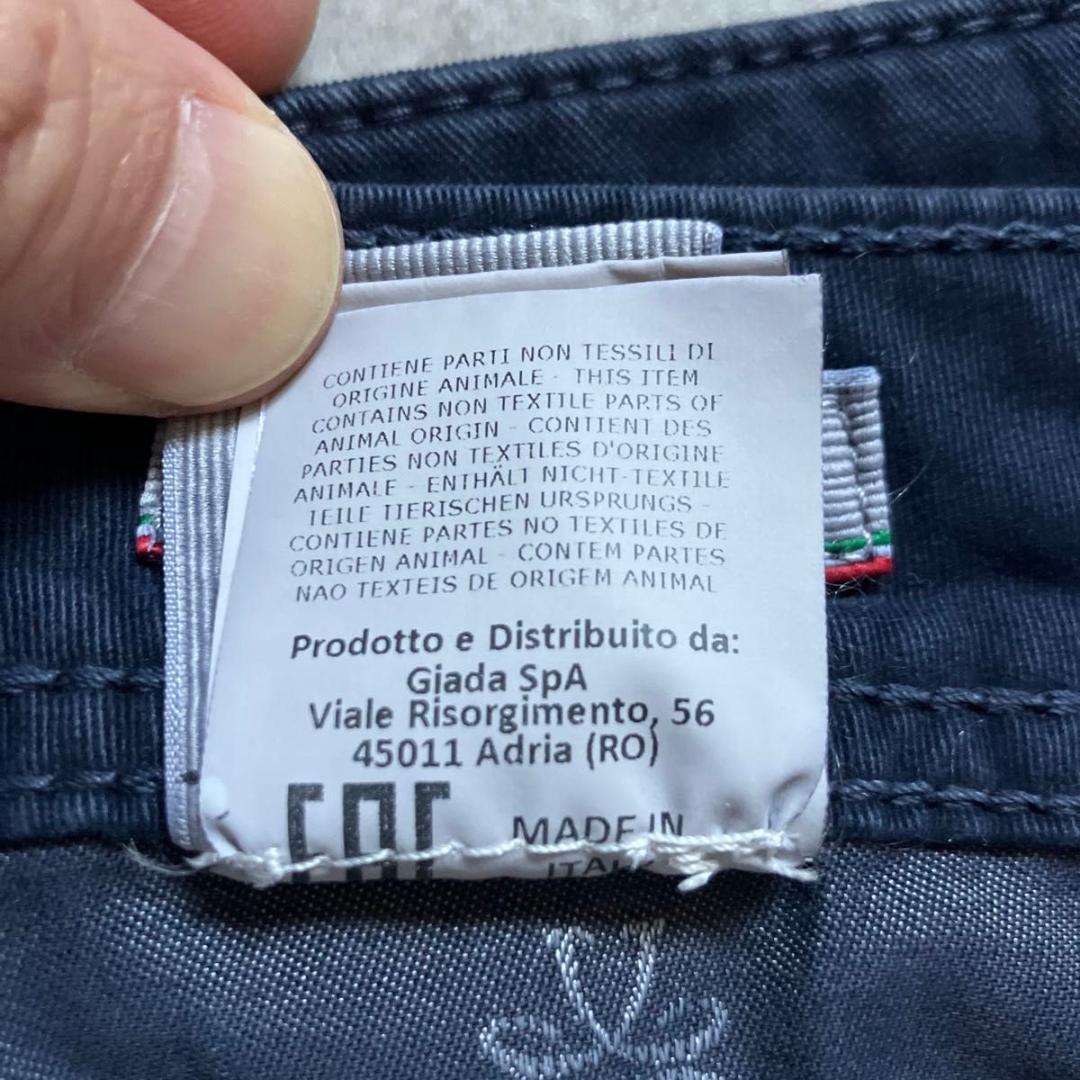 CONTIENE PARTI NON TESSILI DI
ORIGINE ANIMALE - THIS ITEM
CONTAINS NON TEXTILE PARTS OF
ANIMAL ORIGIN - CONTIENT DES
PARTIES NON TEXTILES D'ORIGINE
ANIMALE - ENTHÄLT NICHT-TEXTILE
TEILE TIERISCHEN URSPRUNGS -
CONTIENE PARTES NO TEXTILES DE
ORIGEN ANIMAL - CONTEM PARTES
NAO TEXTEIS DE ORIGEM ANIMAL
Prodotto e Distribuito da:
Giada SpA
Viale Risorgimento, 56
45011 Adria (RO)
EAC MADE IN
ITALY